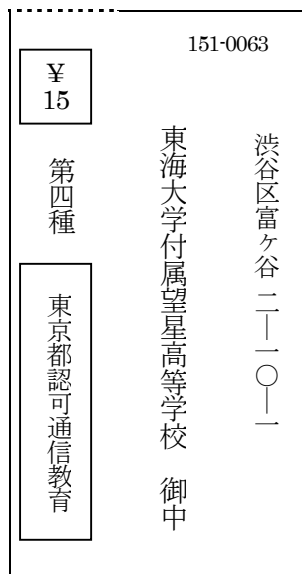 151-0063
渋谷区富ヶ谷 二―一〇―一
東海大学付属望星高等学校 御中
¥
15
第四種
東京都認可通信教育